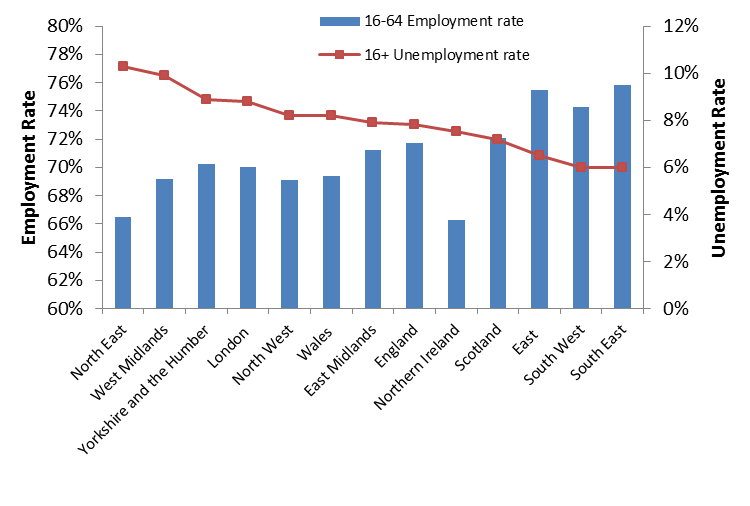 16-64 Employment rate
16+ Unemployment rate
Employment Rate
80%
78%
76%
74%
72%
70%
68%
66%
64%
62%
60%
12%
10%
8%
6%
4%
2%
0%
Unemployment Rate
North East
West Midlands
Yorkshire and the Humber
London
North West
Wales
East Midlands
England
Northern Ireland
Scotland
East
South West
South East